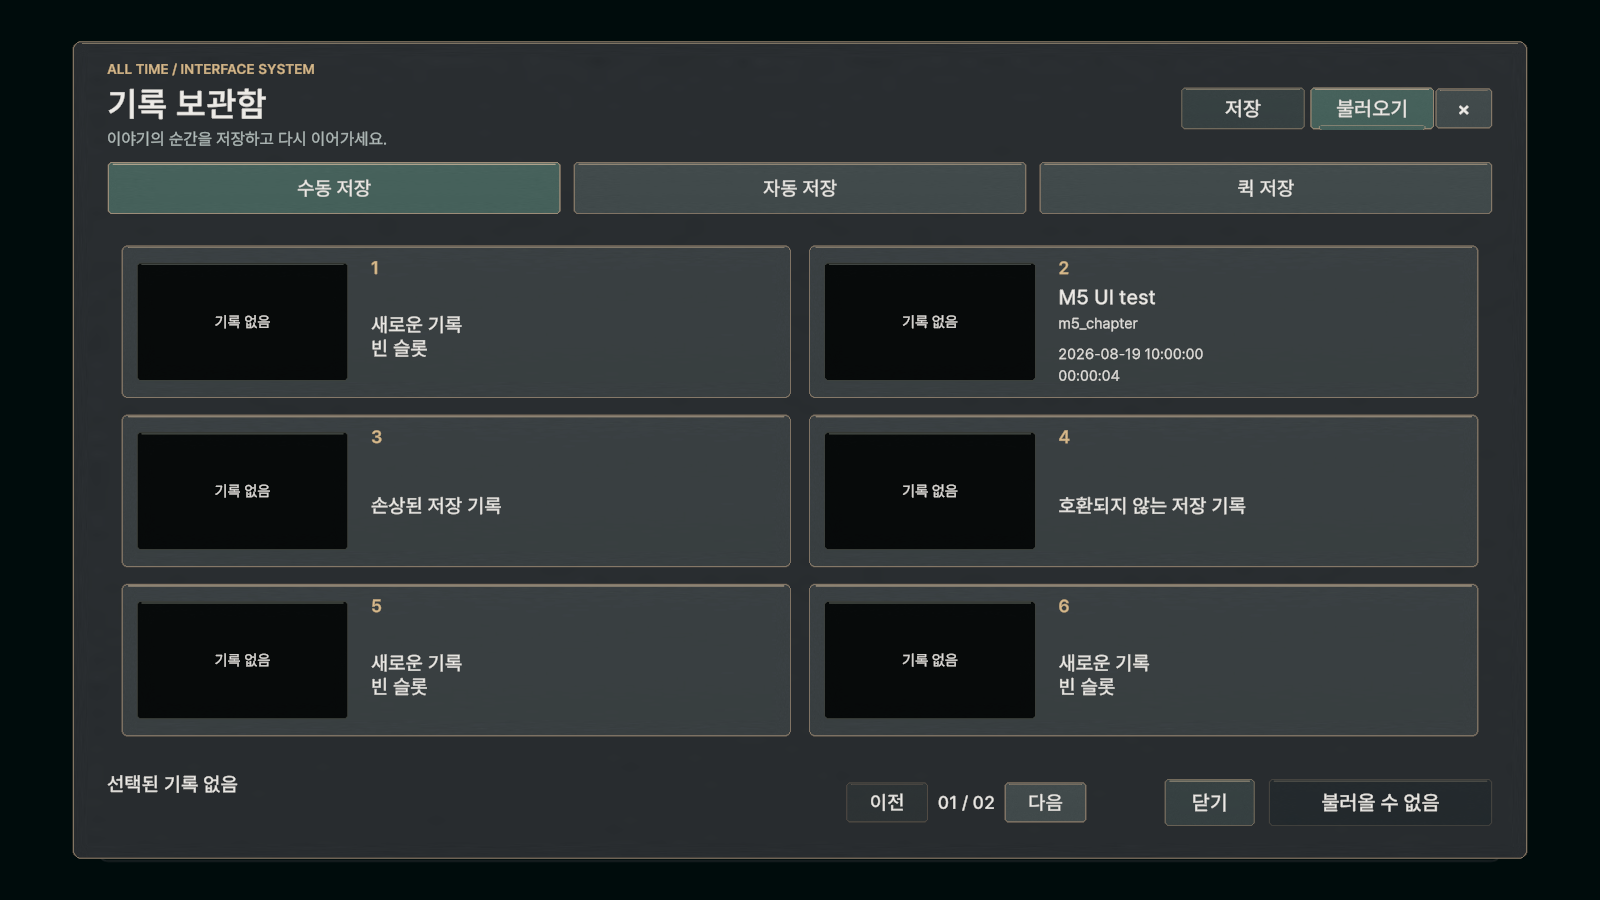 ALL TIME / INTERFACE SYSTEM
기록 보관함
이야기의 순간을 저장하고 다시 이어가세요.
저장
불러오기
×
수동 저장
자동 저장
퀵 저장
기록 없음
1
새로운 기록
빈 슬롯
기록 없음
2
M5 UI test
m5_chapter
2026-08-19 10:00:00
00:00:04
기록 없음
3
손상된 저장 기록
기록 없음
4
호환되지 않는 저장 기록
기록 없음
5
새로운 기록
빈 슬롯
기록 없음
6
새로운 기록
빈 슬롯
선택된 기록 없음
이전
01 / 02
다음
닫기
불러올 수 없음